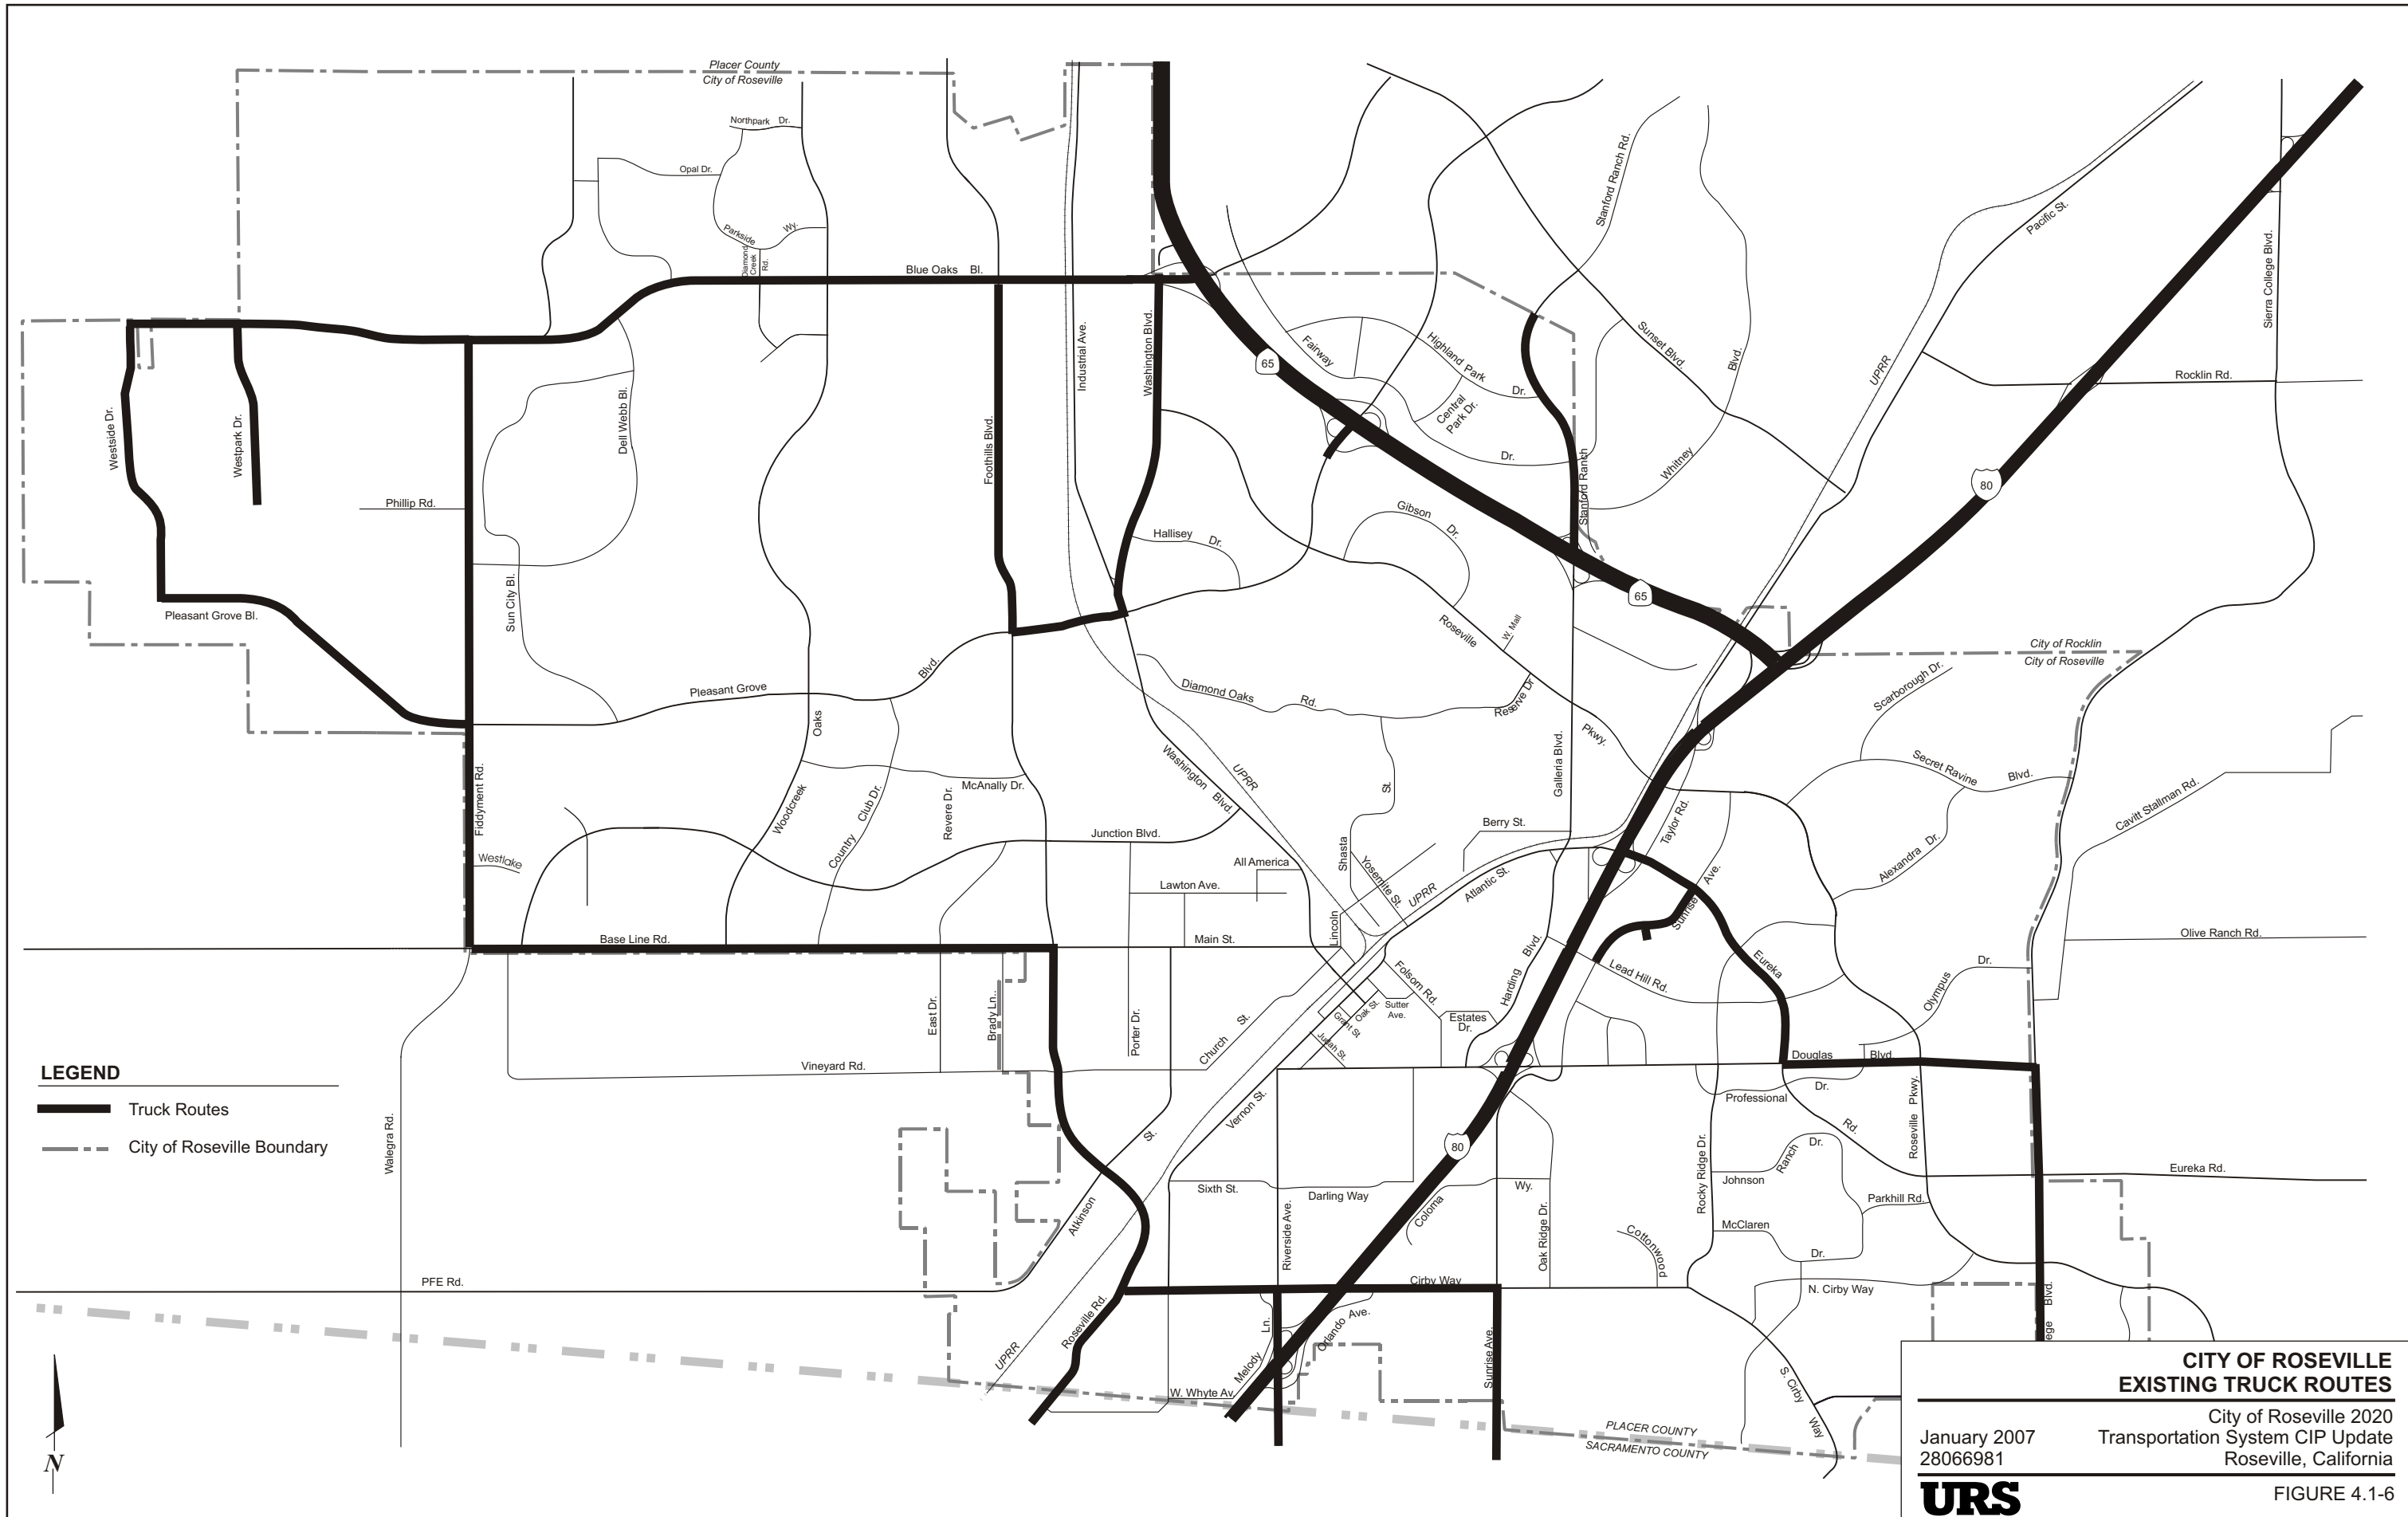 Placer County
City of Roseville
Northpark Dr.
Opal Dr.
Parkside Wy.
Diamond
Creek
Rd.
Blue Oaks Bl.
Stanford Ranch Rd.
Pacific St.
Sierra College Blvd.
Westside Dr.
Westpark Dr.
Phillip Rd.
Dell Webb Bl.
Foothills Blvd.
Industrial Ave.
Washington Blvd.
65
Fairway
Dr.
Highland Park
Dr.
Central
Park Dr.
Sunset Blvd.
Whitney
Blvd.
Stanford Ranch
UPRR
Rocklin Rd.
80
Gibson
Dr.
Hallisey Dr.
65
Pleasant Grove Bl.
Sun City Bl.
Pleasant Grove
Blvd.
Roseville
Pkwy.
W. Mall
Reserve Dr
Diamond Oaks
Rd.
City of Rocklin
City of Roseville
Scarborough Dr.
Secret Ravine
Blvd.
Cavitt Stallman Rd.
Fiddyment Rd.
Woodcreek
Oaks
Country
Club Dr.
Revere Dr.
McAnally Dr.
Washington
Blvd.
UPRR
Galleria Blvd.
Taylor Rd.
Alexandra Dr.
Westlake
Junction Blvd.
All America
Lawton Ave.
Shasta
St.
Yosemite St.
Berry St.
UPRR
Atlantic St.
Sunrise
Ave.
Base Line Rd.
Main St.
Lincoln
Olive Ranch Rd.
Folsom Rd.
Harding
Blvd.
Lead Hill Rd.
Eureka
Rd.
Olympus
Dr.
Sutter
Ave.
Oak St.
Grant St
Judah St.
Estates
Dr.
East Dr.
Brady Ln..
Porter Dr.
Church
St.
Vineyard Rd.
Vernon St.
Douglas
Blvd.
Professional
Dr.
LEGEND
Truck Routes
City of Roseville Boundary
Walegra Rd.
Atkinson
St.
Sixth St.
Darling Way
Riverside Ave.
80
Coloma
Wy.
Oak Ridge Dr.
Cottonwood
Rocky Ridge Dr.
Johnson
Ranch
Dr.
Parkhill Rd.
McClaren
Dr.
Roseville Pkwy.
Eureka Rd.
PFE Rd.
Cirby Way
N. Cirby Way
Roseville Rd.
UPRR
Melody
Ln.
Orlando Ave.
Sunrise Ave.
W. Whyte Av.
S. Cirby
Way
ege Blvd.
PLACER COUNTY
SACRAMENTO COUNTY
N
CITY OF ROSEVILLE
EXISTING TRUCK ROUTES
City of Roseville 2020
January 2007 Transportation System CIP Update
28066981 Roseville, California
URS FIGURE 4.1-6